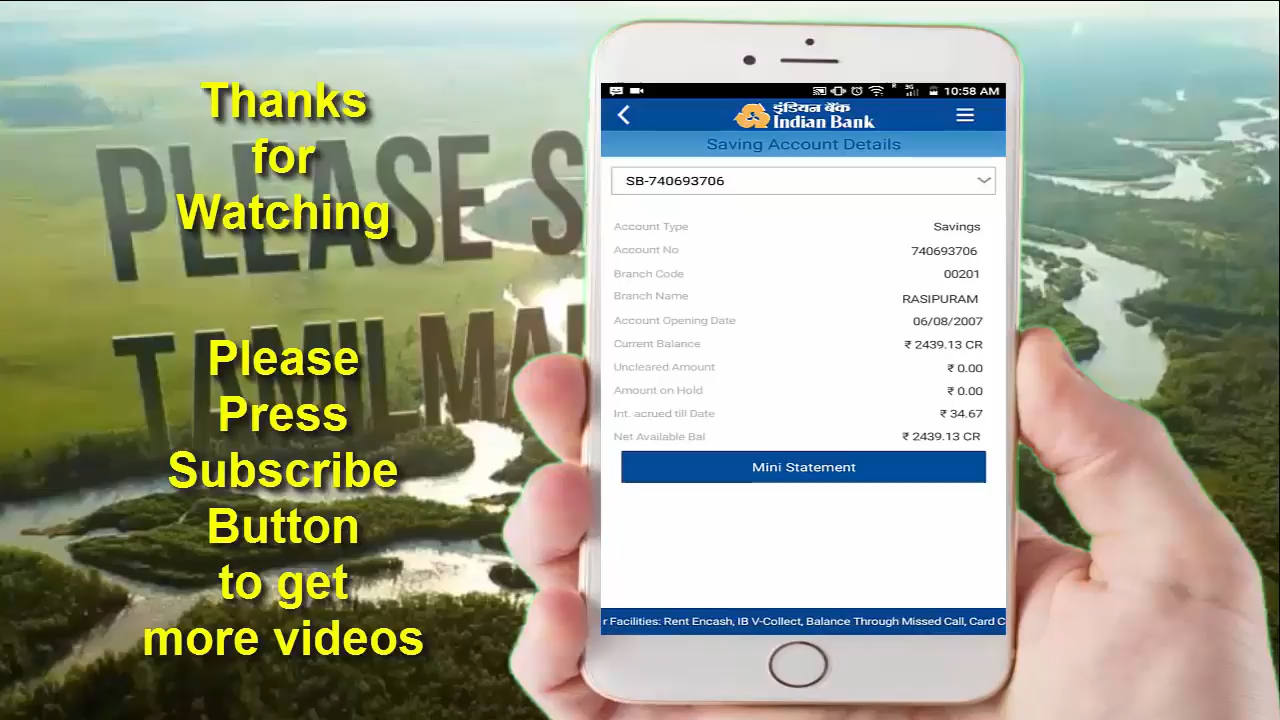 Thanks
for
Watching
Please
Press
Subscribe
Button
to get
more videos
PLEASE S
TAMILMA
10:58 AM
इंडियन बैंक
Indian Bank
Saving Account Details
SB-740693706
Account Type Savings
Account No 740693706
Branch Code 00201
Branch Name RASIPURAM
Account Opening Date 06/08/2007
Current Balance ₹ 2439.13 CR
Uncleared Amount ₹ 0.00
Amount on Hold ₹ 0.00
Int. accrued till Date ₹ 34.67
Net Available Bal ₹ 2439.13 CR
Mini Statement
r Facilities: Rent Encash, IB V-Collect, Balance Through Missed Call, Card C